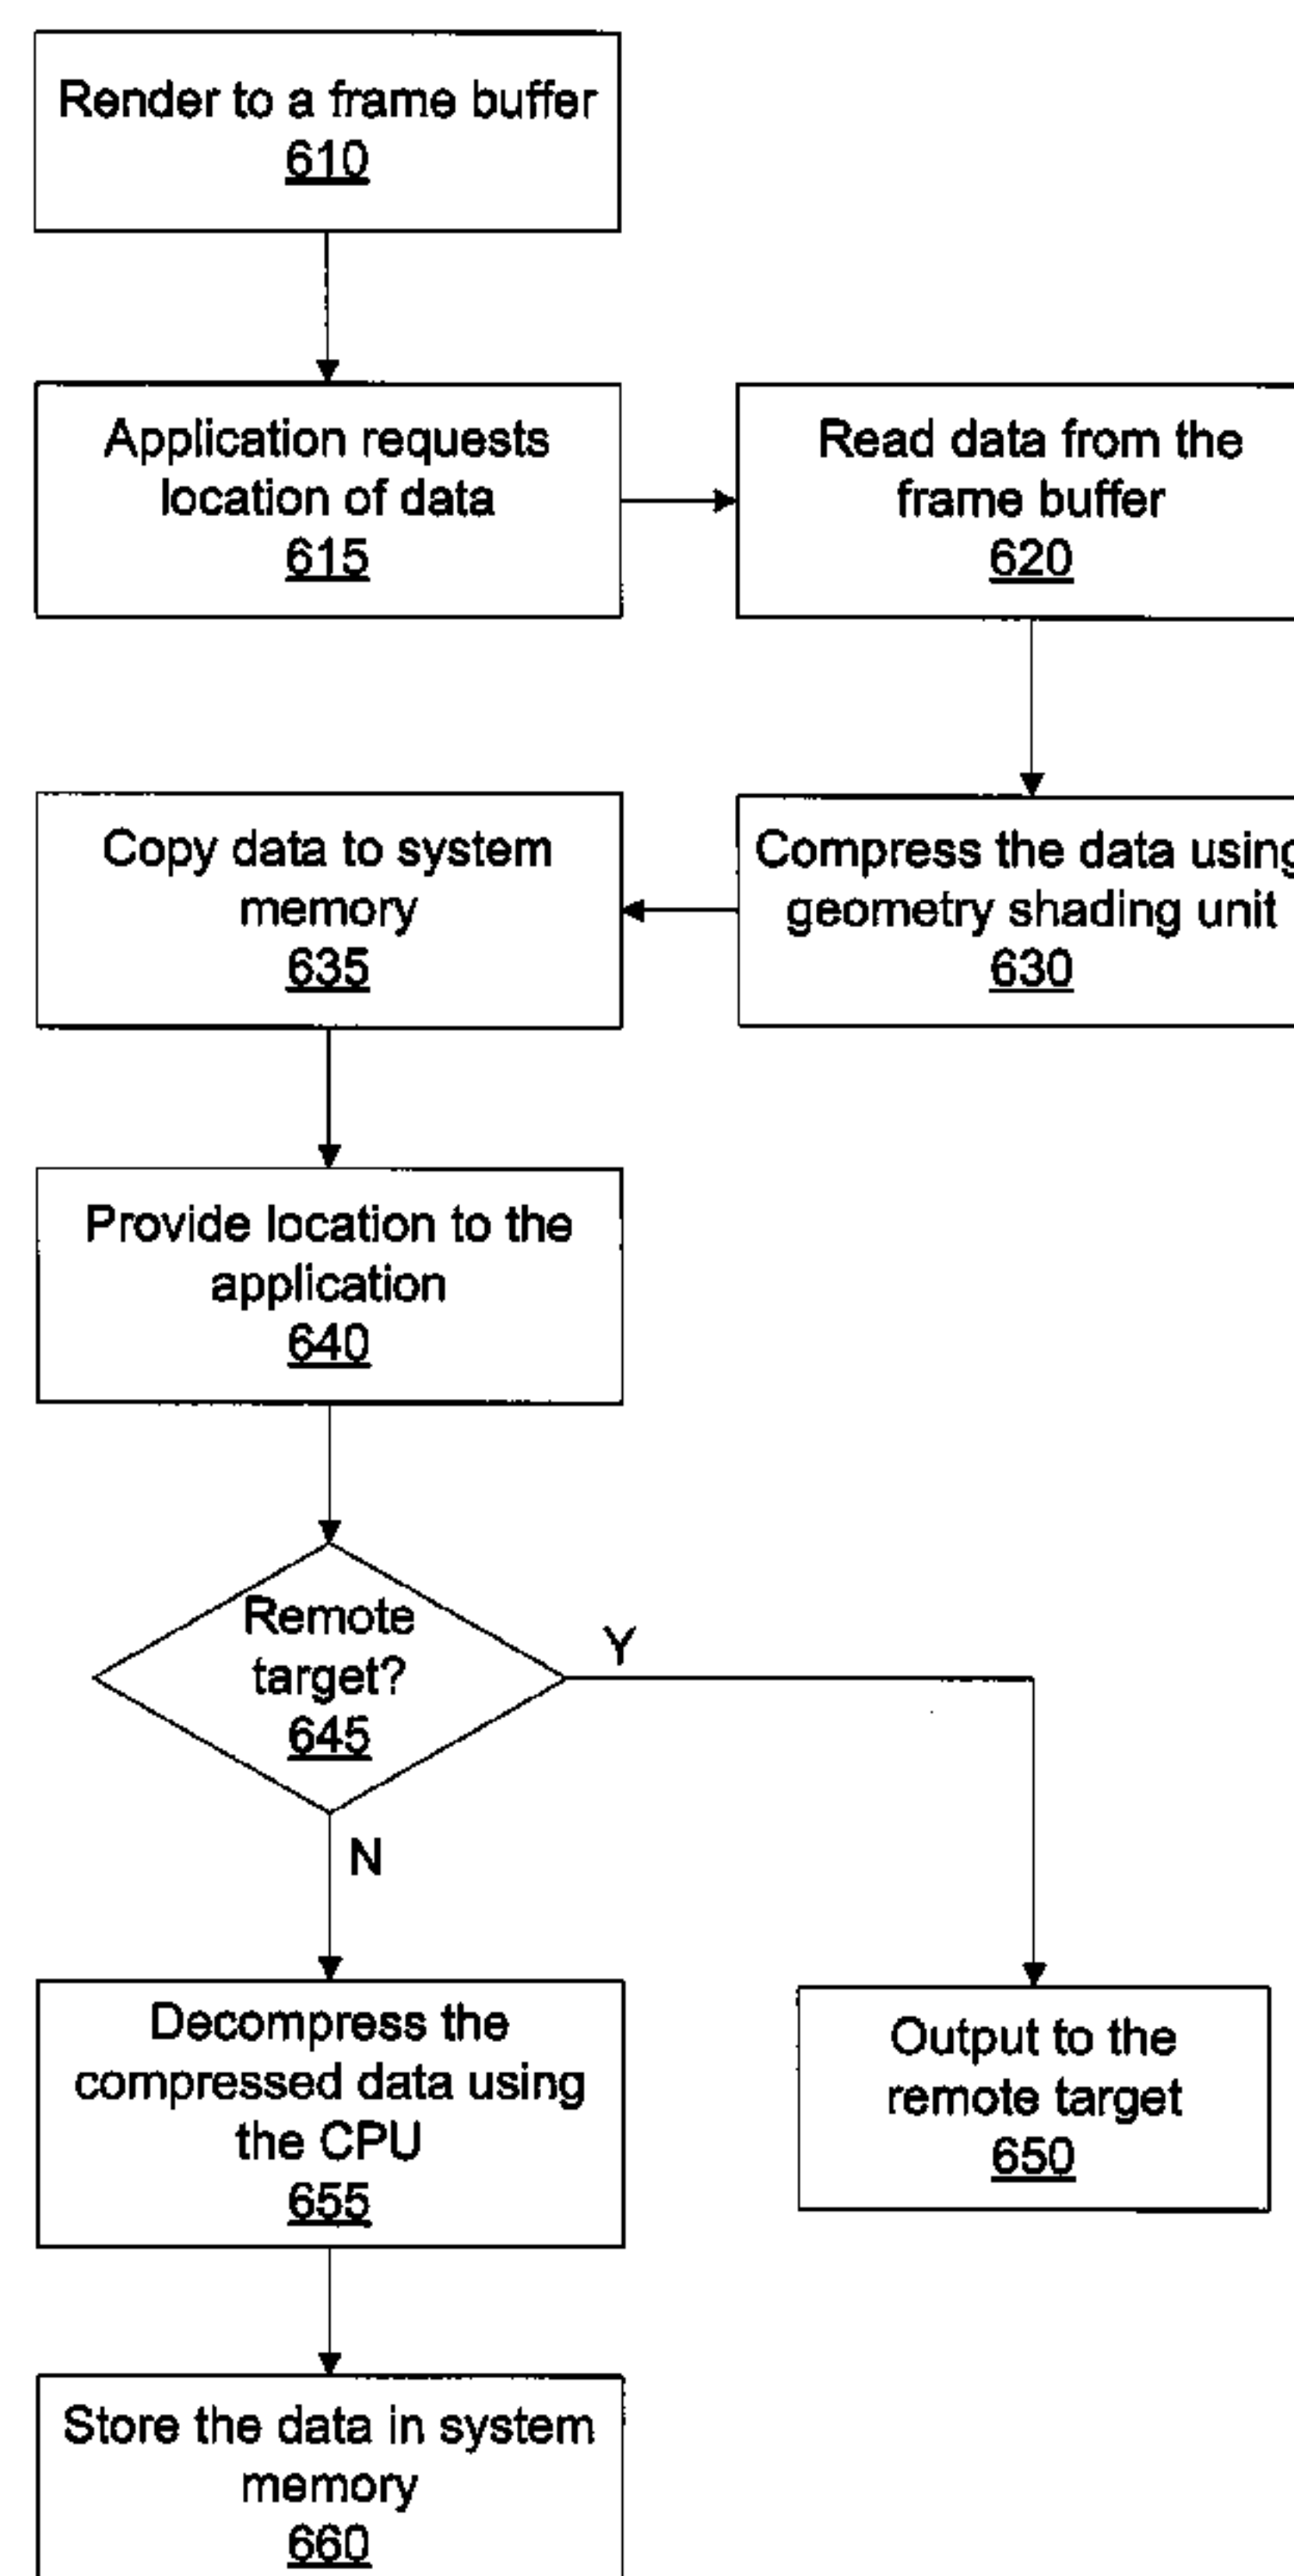 Render to a frame buffer
610
Application requests
location of data
615
Read data from the
frame buffer
620
Compress the data using
geometry shading unit
630
Copy data to system
memory
635
Provide location to the
application
640
Remote
target?
645
Y
N
Decompress the
compressed data using
the CPU
655
Output to the
remote target
650
Store the data in system
memory
660